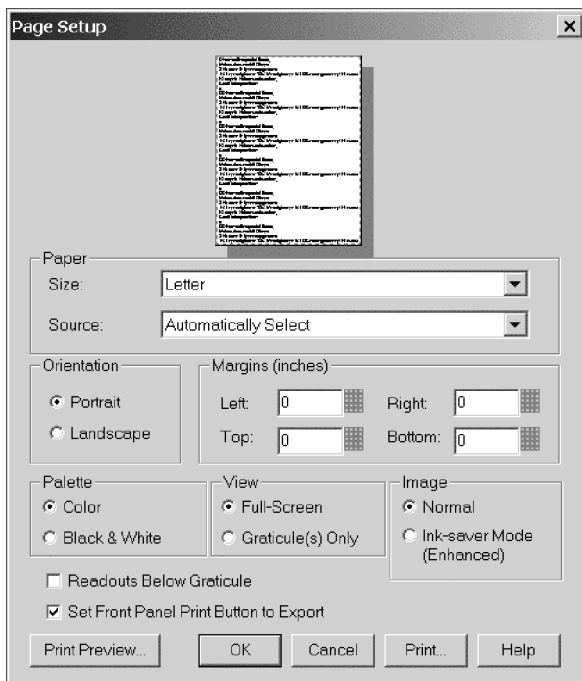 Page Setup
Paper
Size: Letter
Source: Automatically Select
Orientation
Portrait
Landscape
Margins (inches)
Left: 0 Right: 0
Top: 0 Bottom: 0
Palette
Color
Black & White
View
Full-Screen
Graticule(s) Only
Image
Normal
Ink-saver Mode
(Enhanced)
Readouts Below Graticule
Set Front Panel Print Button to Export
Print Preview... OK Cancel Print... Help